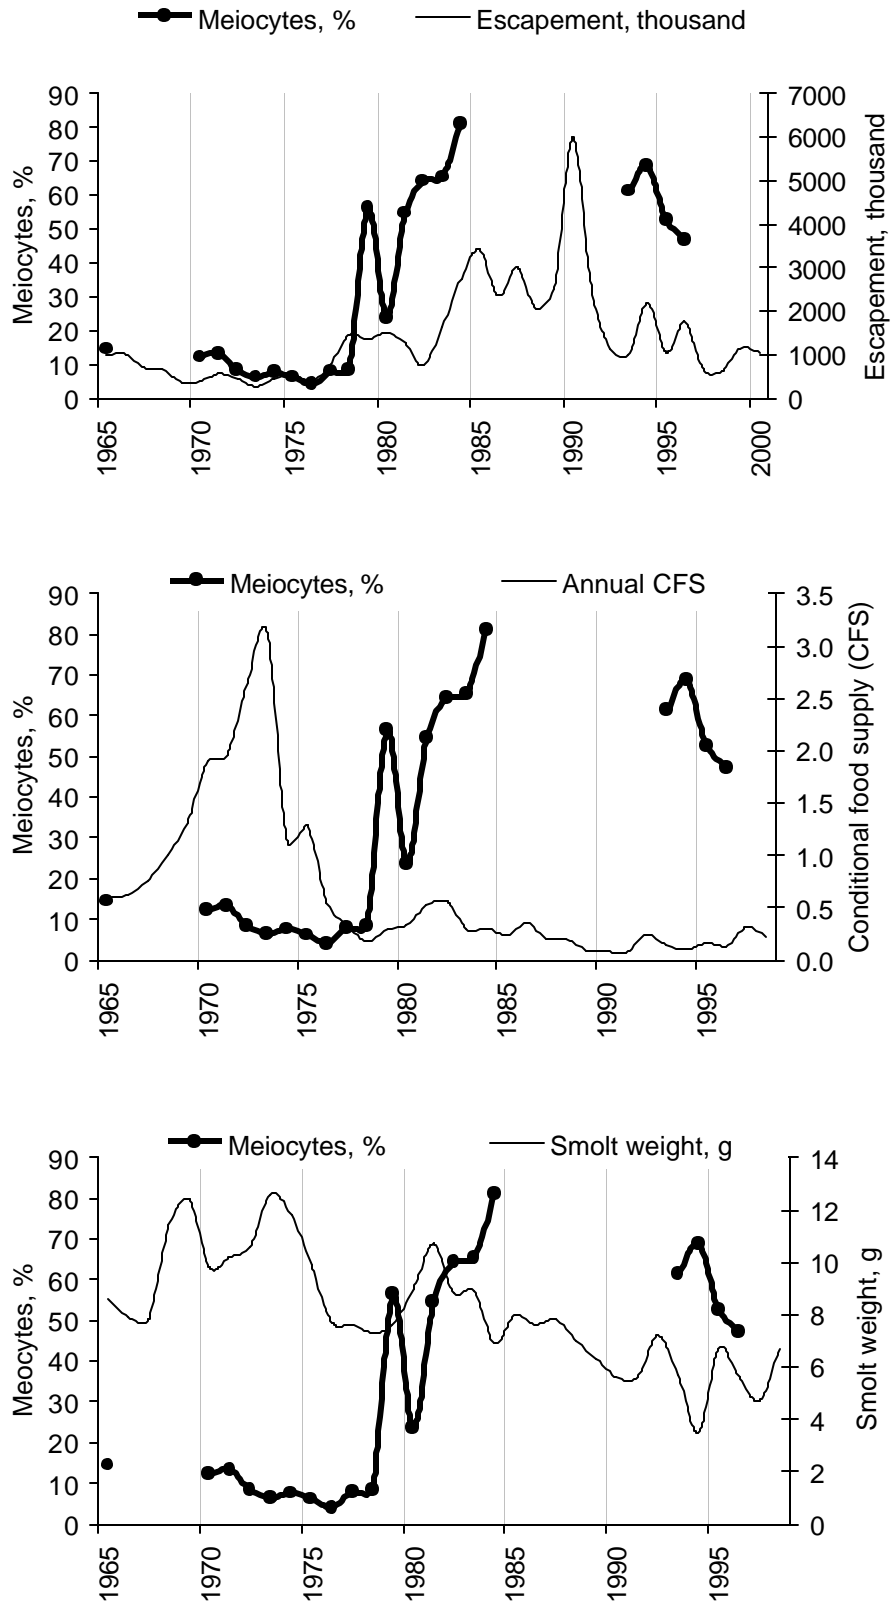 Meiocytes, % Escapement, thousand
90 7000
80 6000
70 5000
60 4000
50 3000
40 2000
30 1000
20 0
10
0
Meiocytes, %
Escapement, thousand
1965 1970 1975 1980 1985 1990 1995 2000
Meiocytes, % Annual CFS
90 3.5
80 3.0
70 2.5
60 2.0
50 1.5
40 1.0
30 0.5
20 0.0
10
0
Meiocytes, %
Conditional food supply (CFS)
1965 1970 1975 1980 1985 1990 1995
Meiocytes, % Smolt weight, g
90 14
80 12
70 10
60 8
50 6
40 4
30 2
20 0
10
0
Meocytes, %
Smolt weight, g
1965 1970 1975 1980 1985 1990 1995